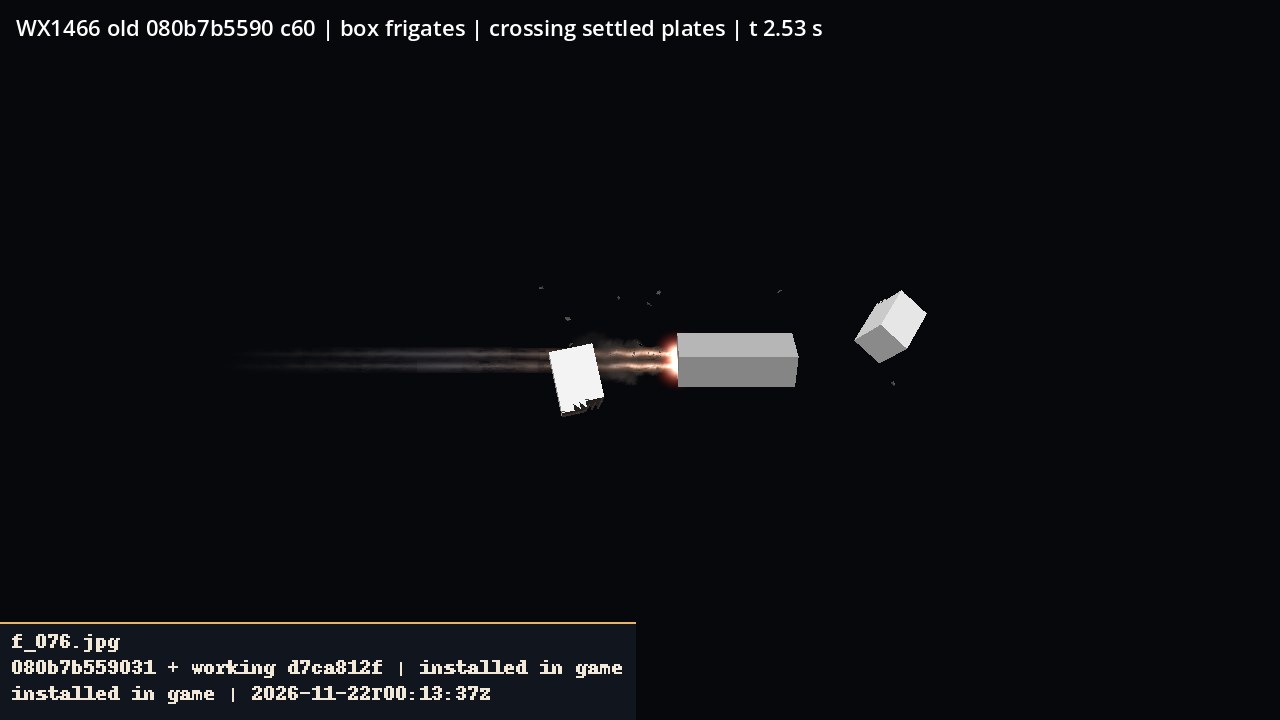 WX1466 old 080b7b5590 c60 | box frigates | crossing settled plates | t 2.53 s
f_076.jpg
080b7b559031 + working d7ca812f | installed in game
installed in game | 2026-11-22T00:13:37Z